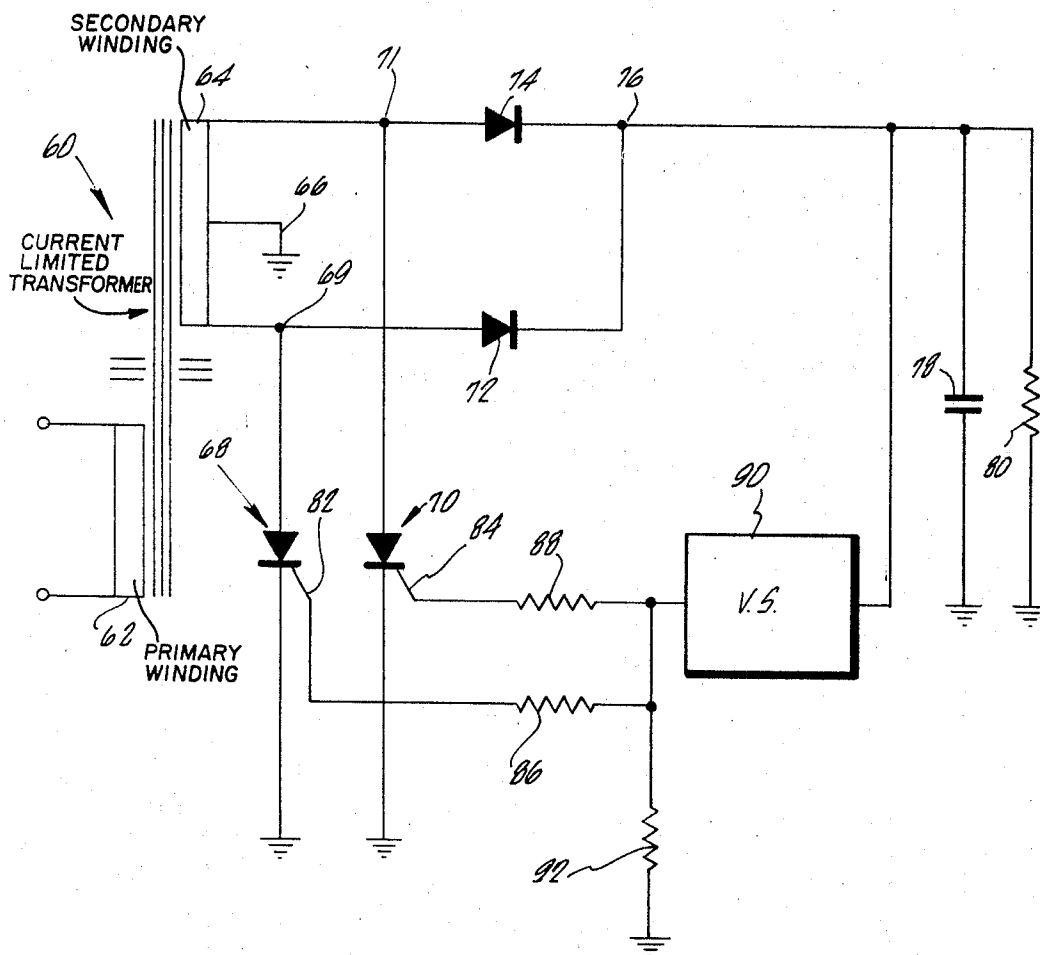 SECONDARY
WINDING
64
71
74
76
60
66
CURRENT
LIMITED
TRANSFORMER
69
72
78
80
68
82
70
84
88
90
V.S.
62
PRIMARY
WINDING
86
92